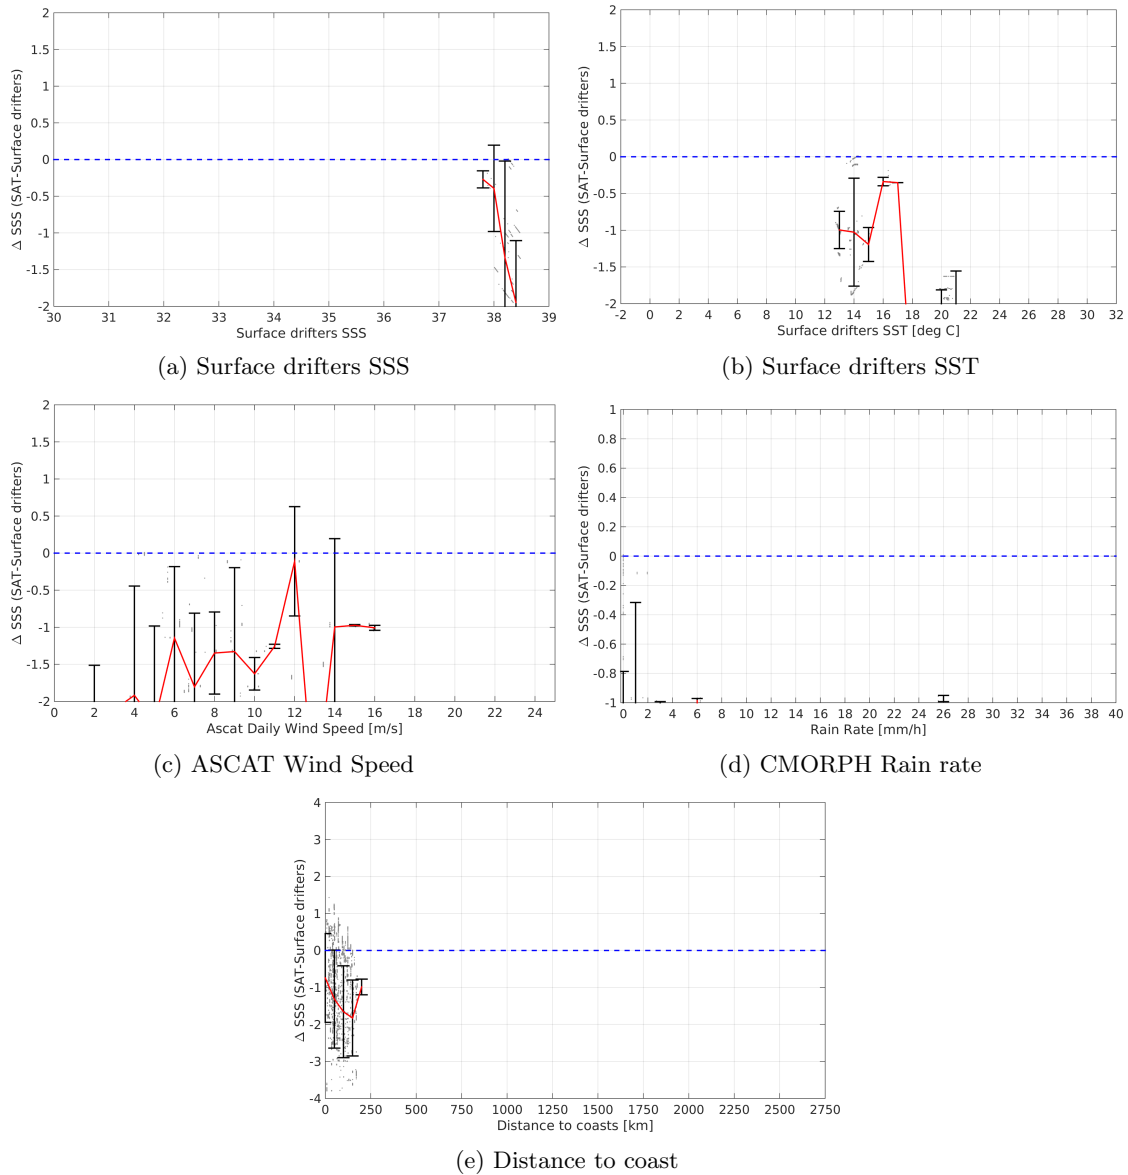 2
1.5
1
0.5
0
-0.5
-1
-1.5
-2
Δ SSS (SAT-Surface drifters)
30 31 32 33 34 35 36 37 38 39
Surface drifters SSS
(a) Surface drifters SSS
2
1.5
1
0.5
0
-0.5
-1
-1.5
-2
Δ SSS (SAT-Surface drifters)
-2 0 2 4 6 8 10 12 14 16 18 20 22 24 26 28 30 32
Surface drifters SST [deg C]
(b) Surface drifters SST
2
1.5
1
0.5
0
-0.5
-1
-1.5
-2
Δ SSS (SAT-Surface drifters)
0 2 4 6 8 10 12 14 16 18 20 22 24
Ascat Daily Wind Speed [m/s]
(c) ASCAT Wind Speed
1
0.8
0.6
0.4
0.2
0
-0.2
-0.4
-0.6
-0.8
-1
Δ SSS (SAT-Surface drifters)
0 2 4 6 8 10 12 14 16 18 20 22 24 26 28 30 32 34 36 38 40
Rain Rate [mm/h]
(d) CMORPH Rain rate
4
3
2
1
0
-1
-2
-3
-4
Δ SSS (SAT-Surface drifters)
0 250 500 750 1000 1250 1500 1750 2000 2250 2500 2750
Distance to coasts [km]
(e) Distance to coast